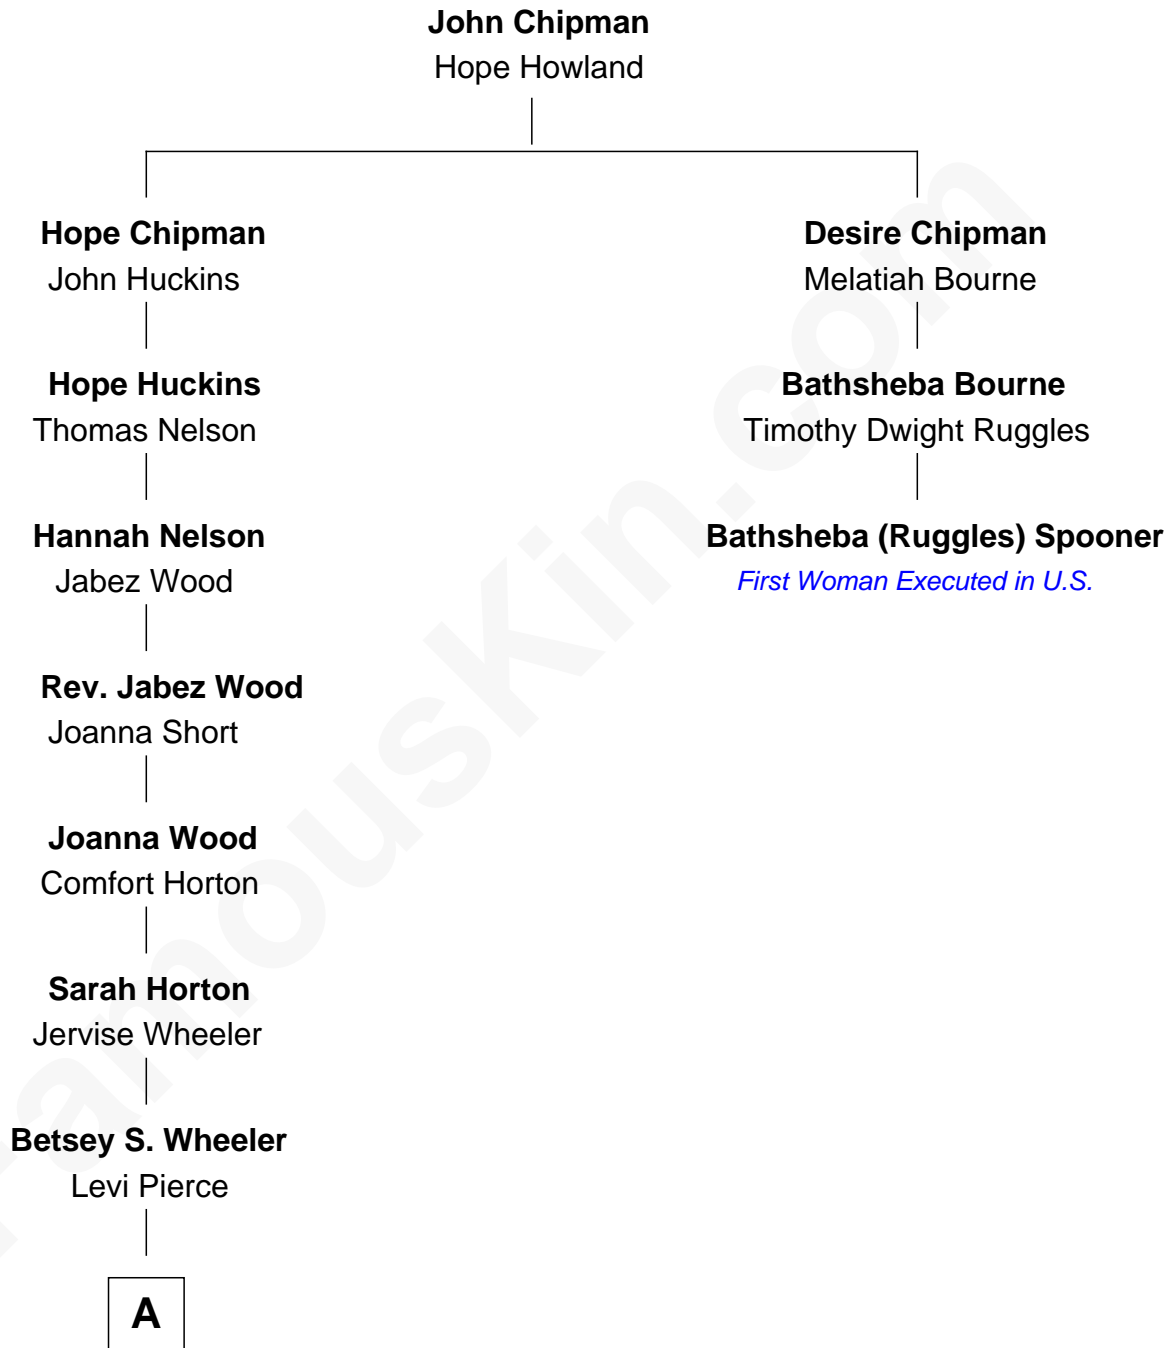 John Chipman
Hope Howland
Hope Chipman
John Huckins
Desire Chipman
Melatiah Bourne
Hope Huckins
Thomas Nelson
Bathsheba Bourne
Timothy Dwight Ruggles
Hannah Nelson
Jabez Wood
Bathsheba (Ruggles) Spooner
First Woman Executed in U.S.
Rev. Jabez Wood
Joanna Short
Joanna Wood
Comfort Horton
Sarah Horton
Jervise Wheeler
Betsey S. Wheeler
Levi Pierce
A
FamousKin.com